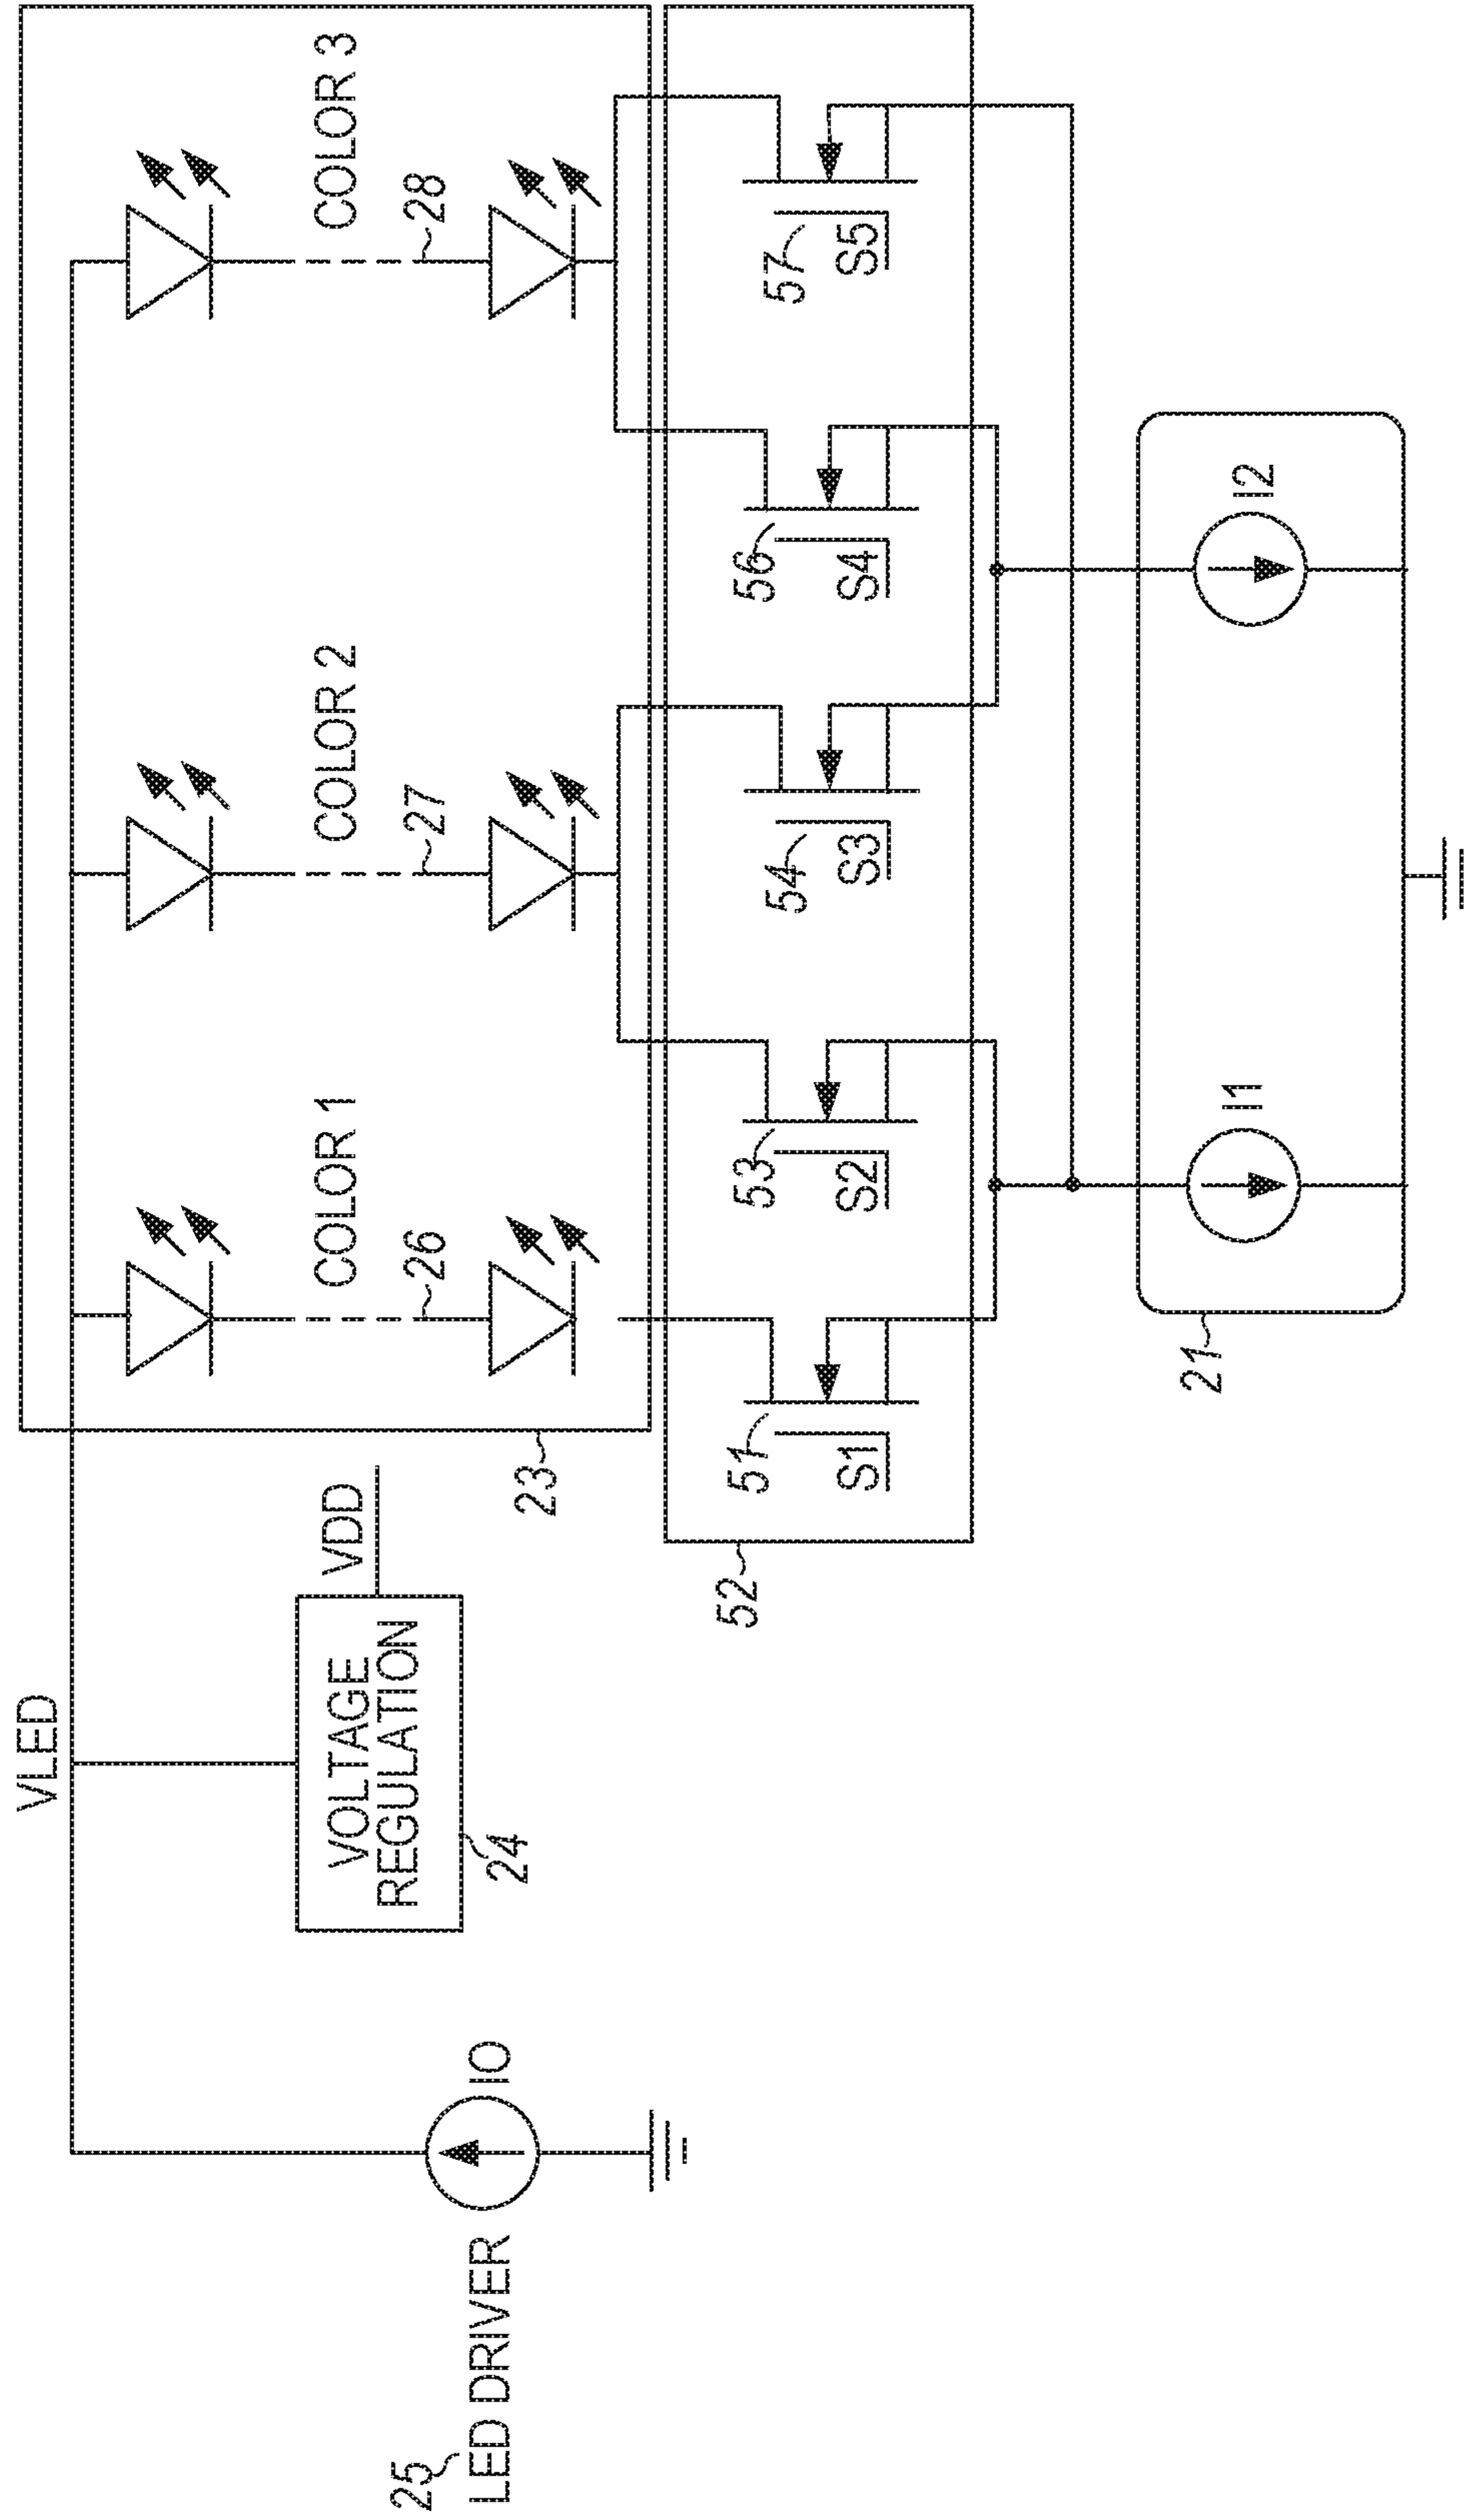 25
LED DRIVER
IO
VLED
VOLTAGE
REGULATION
24
VDD
23
COLOR 1
26
COLOR 2
27
COLOR 3
28
52
51
S1
53
S2
54
S3
56
S4
57
S5
21
I1
I2